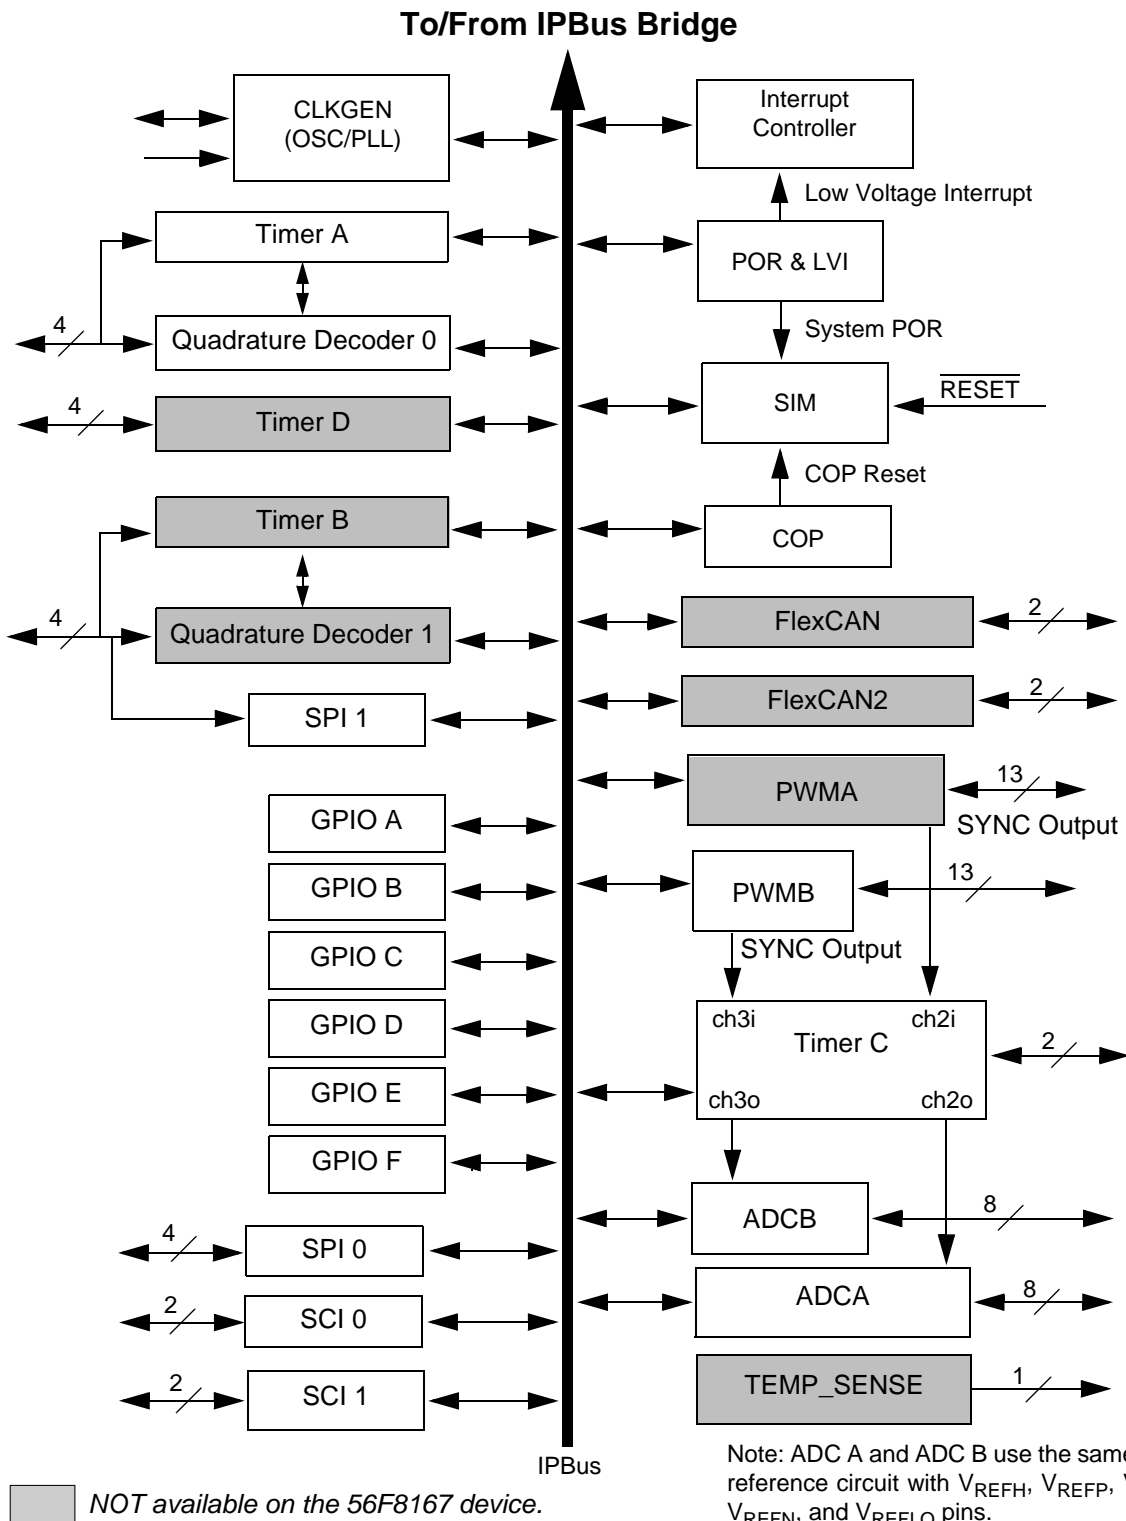 To/From IPBus Bridge
CLKGEN
(OSC/PLL)
Interrupt
Controller
Low Voltage Interrupt
Timer A
POR & LVI
4
Quadrature Decoder 0
System POR
4
Timer D
SIM
RESET
COP Reset
Timer B
COP
4
Quadrature Decoder 1
FlexCAN
2
SPI 1
FlexCAN2
2
PWMA
13
SYNC Output
GPIO A
GPIO B
PWMB
13
SYNC Output
GPIO C
GPIO D
ch3i
ch2i
Timer C
2
GPIO E
ch3o
ch2o
GPIO F
ADCB
8
4
SPI 0
ADCA
8
2
SCI 0
TEMP_SENSE
1
2
SCI 1
IPBus
Note: ADC A and ADC B use the same
reference circuit with VREFH, VREFP, V
VREFN, and VREFLO pins.
NOT available on the 56F8167 device.